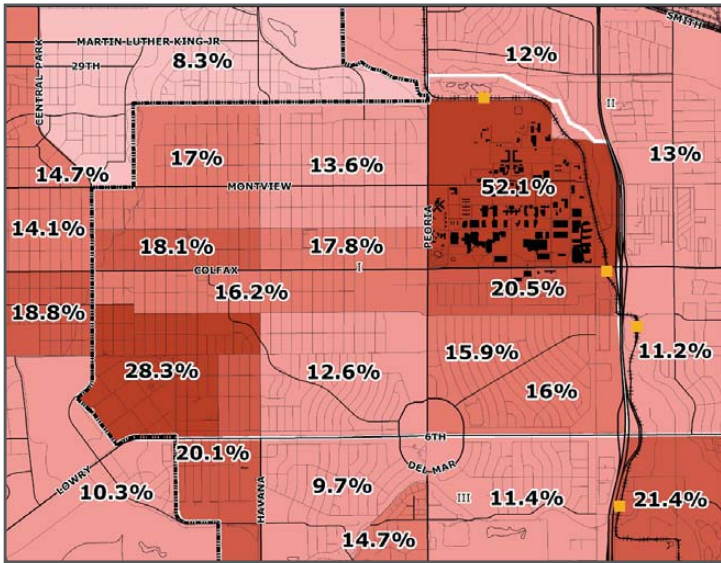 SMITH
MARTIN LUTHER KING JR
12%
8.3%
29TH
CENTRAL PARK
II
13%
17%
13.6%
14.7%
MONTVIEW
52.1%
14.1%
PEORIA
18.1%
17.8%
COLFAX
I
16.2%
20.5%
18.8%
15.9%
11.2%
28.3%
12.6%
16%
6TH
20.1%
DEL MAR
LOWRY
10.3%
HAVANA
9.7%
III
11.4%
21.4%
14.7%